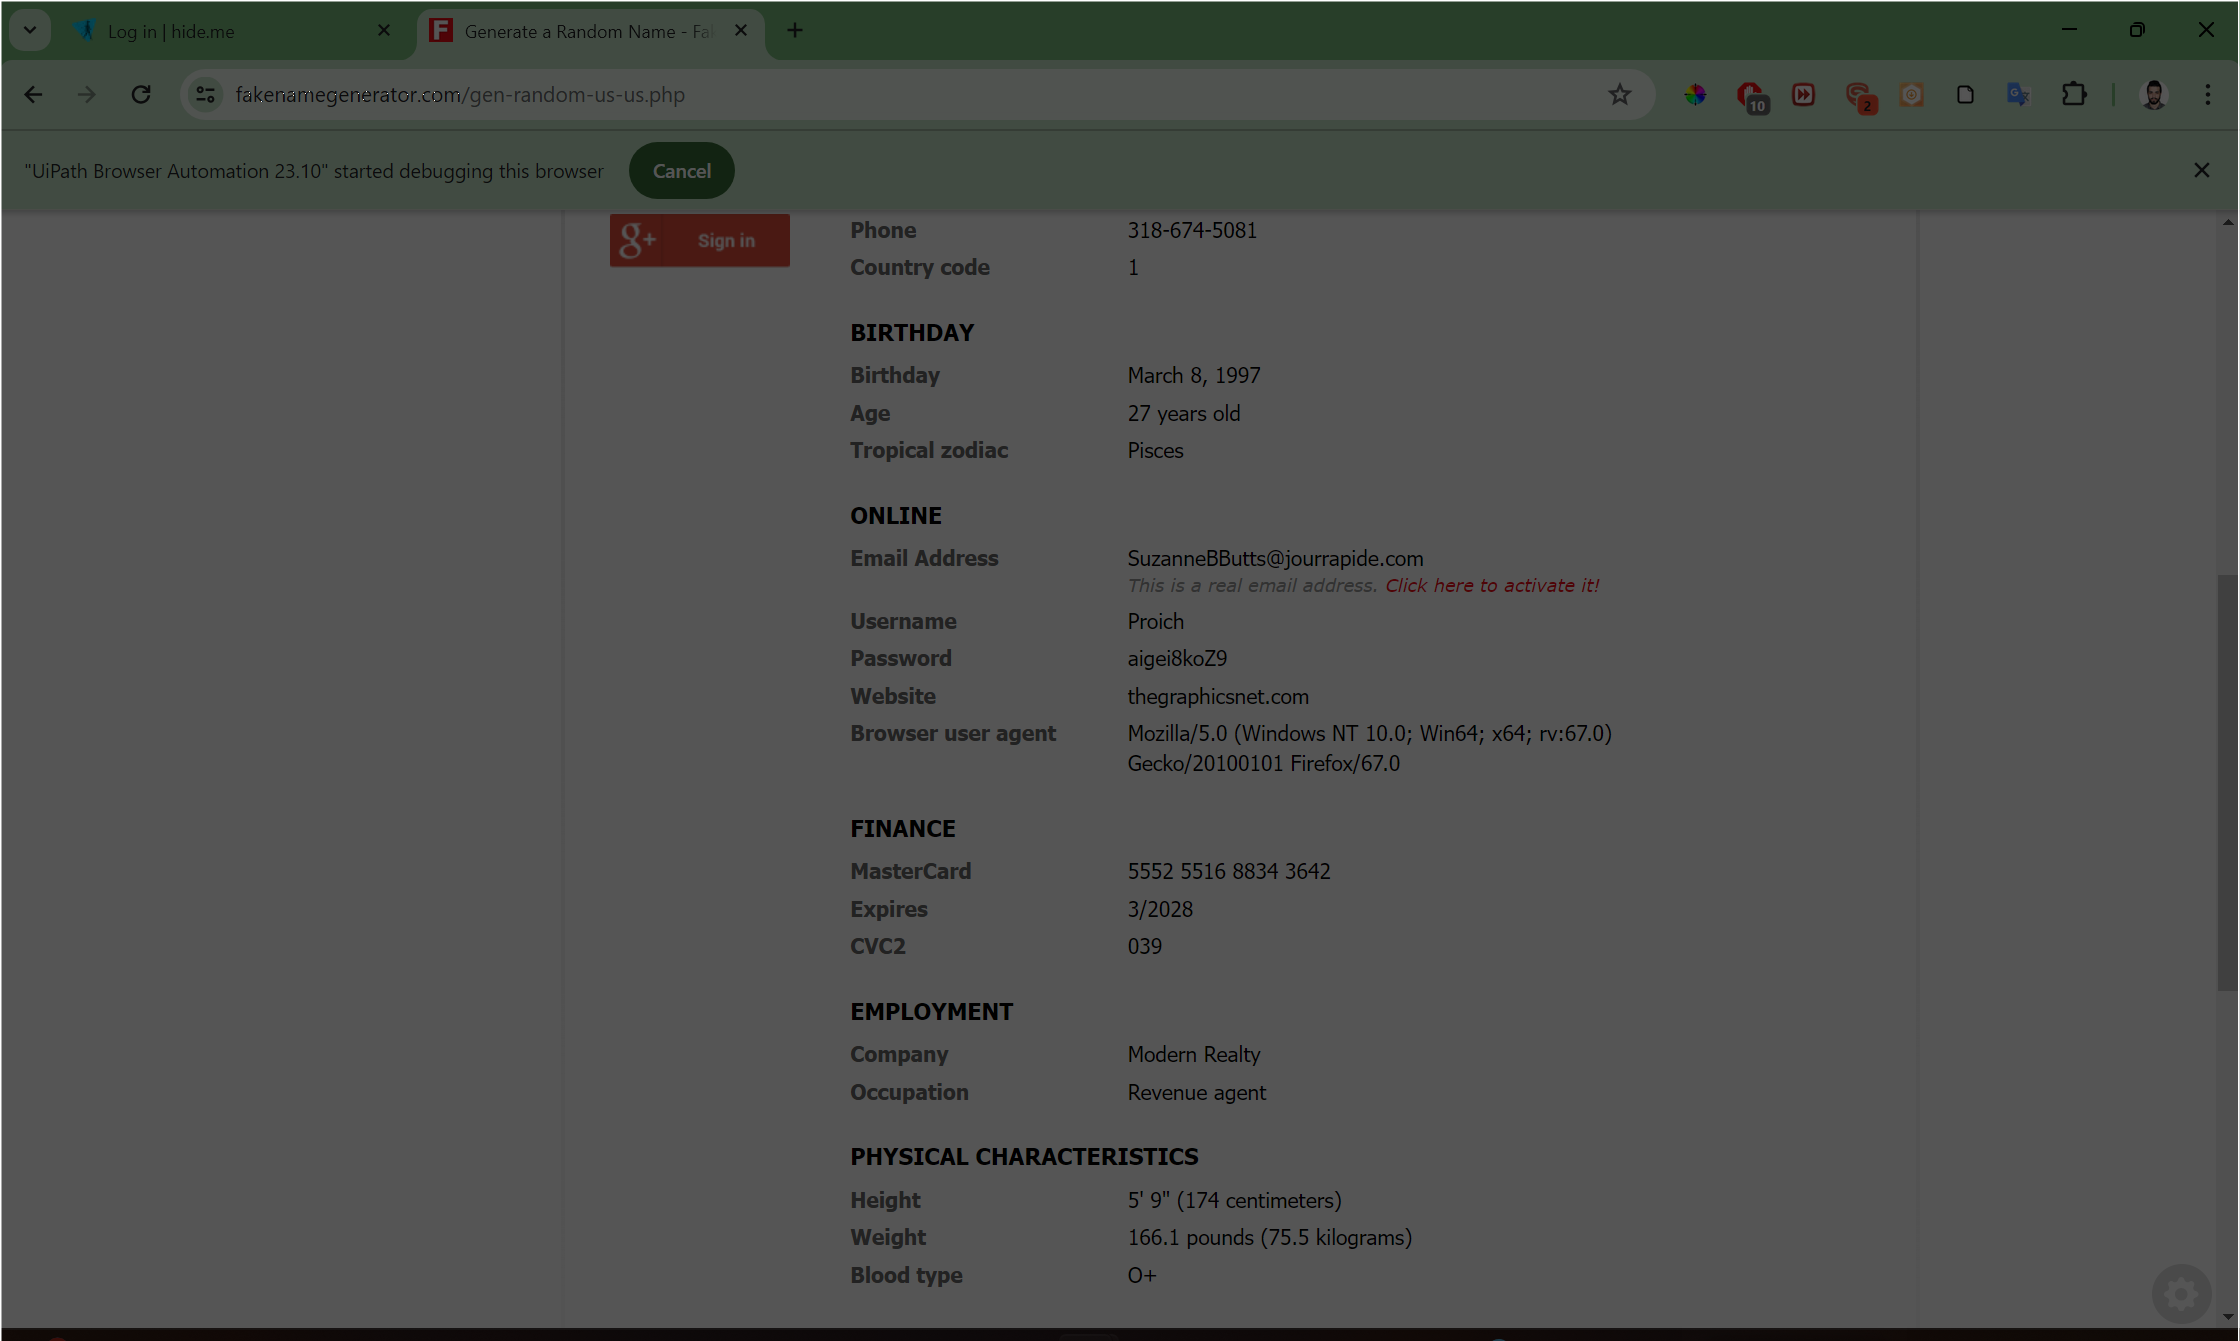 Log in | hide.me
Generate a Random Name - Fa
fakenamegenerator.com/gen-random-us-us.php
10
2
"UiPath Browser Automation 23.10" started debugging this browser
Cancel
g+ Sign in
Phone 318-674-5081
Country code 1
BIRTHDAY
Birthday March 8, 1997
Age 27 years old
Tropical zodiac Pisces
ONLINE
Email Address SuzanneBButts@jourrapide.com
This is a real email address. Click here to activate it!
Username Proich
Password aigei8koZ9
Website thegraphicsnet.com
Browser user agent Mozilla/5.0 (Windows NT 10.0; Win64; x64; rv:67.0)
Gecko/20100101 Firefox/67.0
FINANCE
MasterCard 5552 5516 8834 3642
Expires 3/2028
CVC2 039
EMPLOYMENT
Company Modern Realty
Occupation Revenue agent
PHYSICAL CHARACTERISTICS
Height 5' 9" (174 centimeters)
Weight 166.1 pounds (75.5 kilograms)
Blood type O+